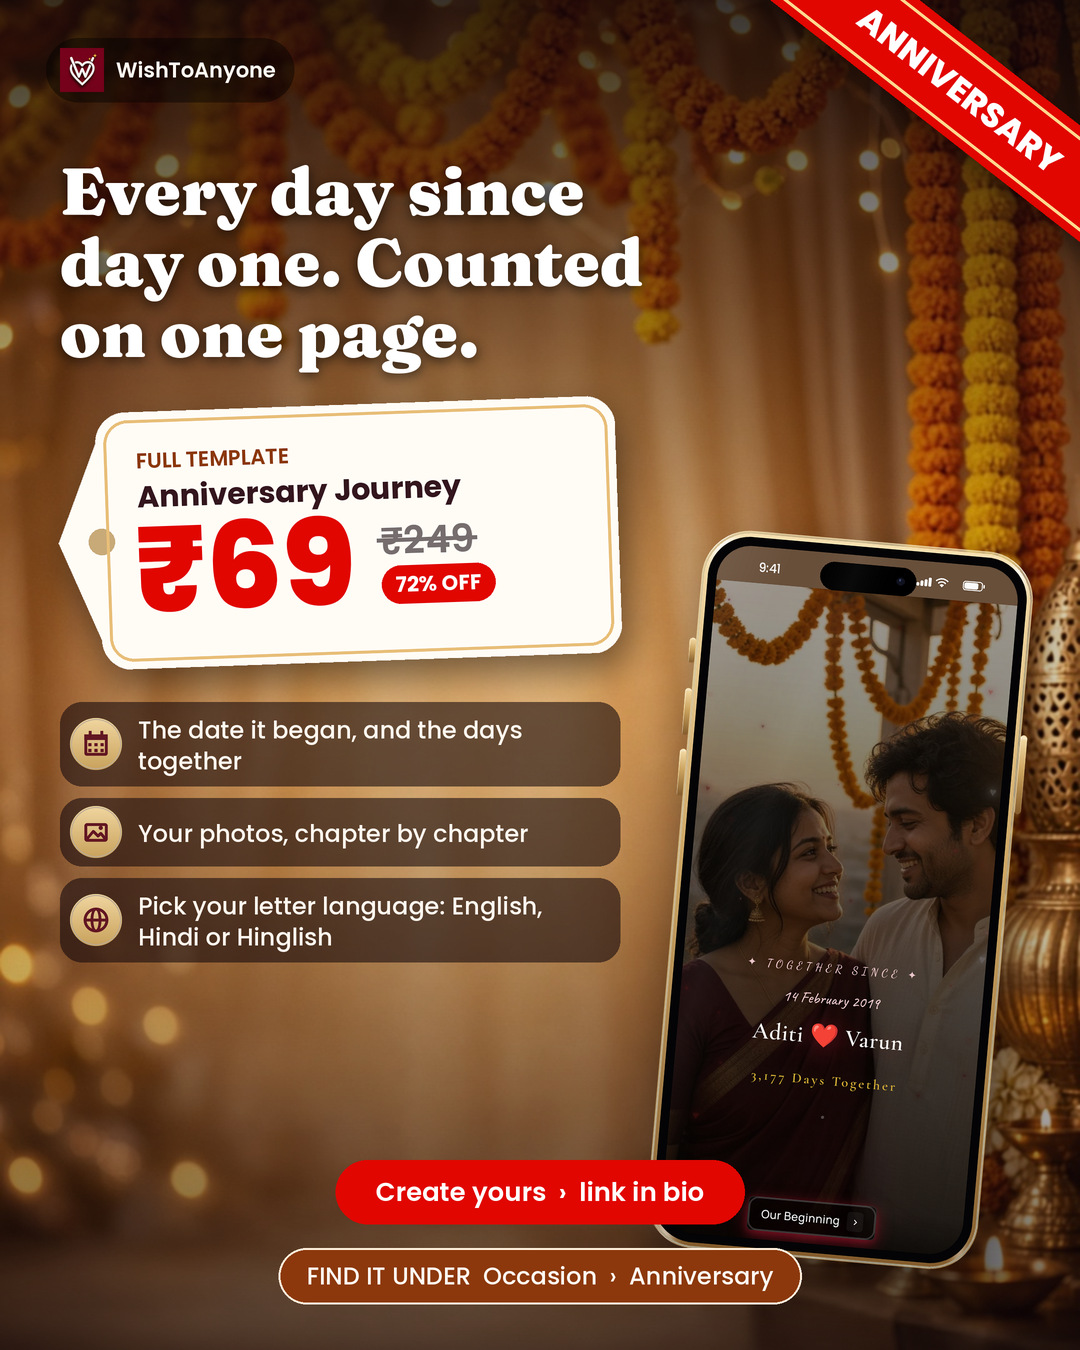 WishToAnyone
ANNIVERSARY
Every day since
day one. Counted
on one page.
FULL TEMPLATE
Anniversary Journey
₹69
₹249
72% OFF
The date it began, and the days
together
Your photos, chapter by chapter
Pick your letter language: English,
Hindi or Hinglish
9:41
✦ TOGETHER SINCE ✦
14 February 2019
Aditi ❤️ Varun
3,177 Days Together
Our Beginning ›
Create yours › link in bio
FIND IT UNDER Occasion › Anniversary